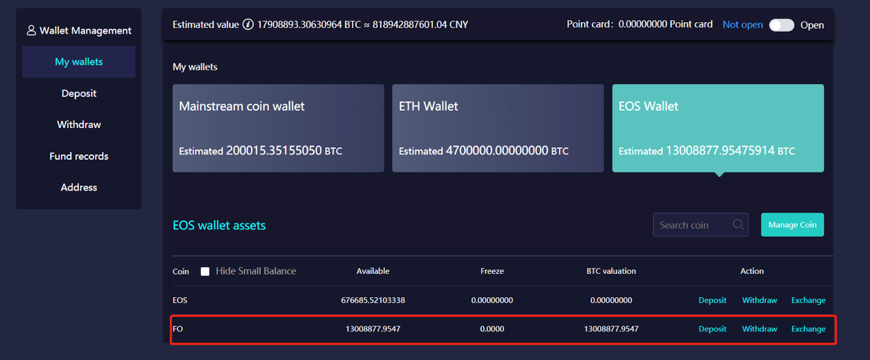 Estimated value i 17908893.30630964 BTC ≈ 818942887601.04 CNY
Point card: 0.00000000 Point card Not open Open
Wallet Management
My wallets
Deposit
Withdraw
Fund records
Address
My wallets
Mainstream coin wallet
Estimated 200015.35155050 BTC
ETH Wallet
Estimated 4700000.00000000 BTC
EOS Wallet
Estimated 13008877.95475914 BTC
EOS wallet assets
Search coin
Manage Coin
Coin Hide Small Balance Available Freeze BTC valuation Action
EOS 676685.52103338 0.00000000 0.00000000 Deposit Withdraw Exchange
FO 13008877.9547 0.0000 13008877.9547 Deposit Withdraw Exchange